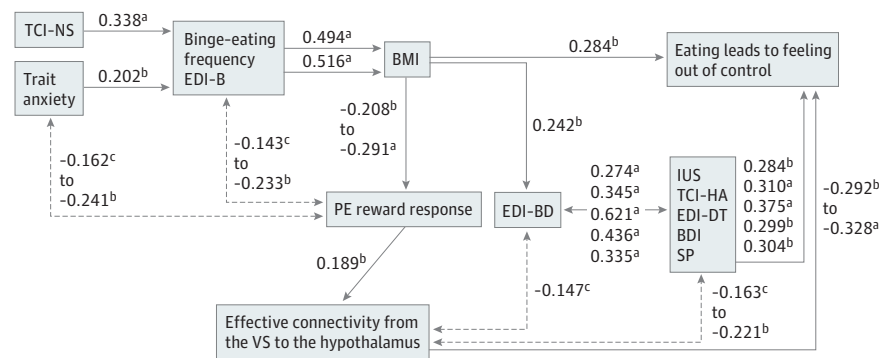 TCI-NS
0.338a
Trait
anxiety
0.202b
Binge-eating
frequency
EDI-B
0.494a
0.516a
BMI
0.284b
Eating leads to feeling
out of control
-0.162c
to
-0.241b
-0.143c
to
-0.233b
-0.208b
to
-0.291a
0.242b
PE reward response
EDI-BD
0.274a
0.345a
0.621a
0.436a
0.335a
IUS
TCI-HA
EDI-DT
BDI
SP
0.284b
0.310a
0.375a
0.299b
0.304b
-0.292b
to
-0.328a
0.189b
-0.147c
-0.163c
to
-0.221b
Effective connectivity from
the VS to the hypothalamus